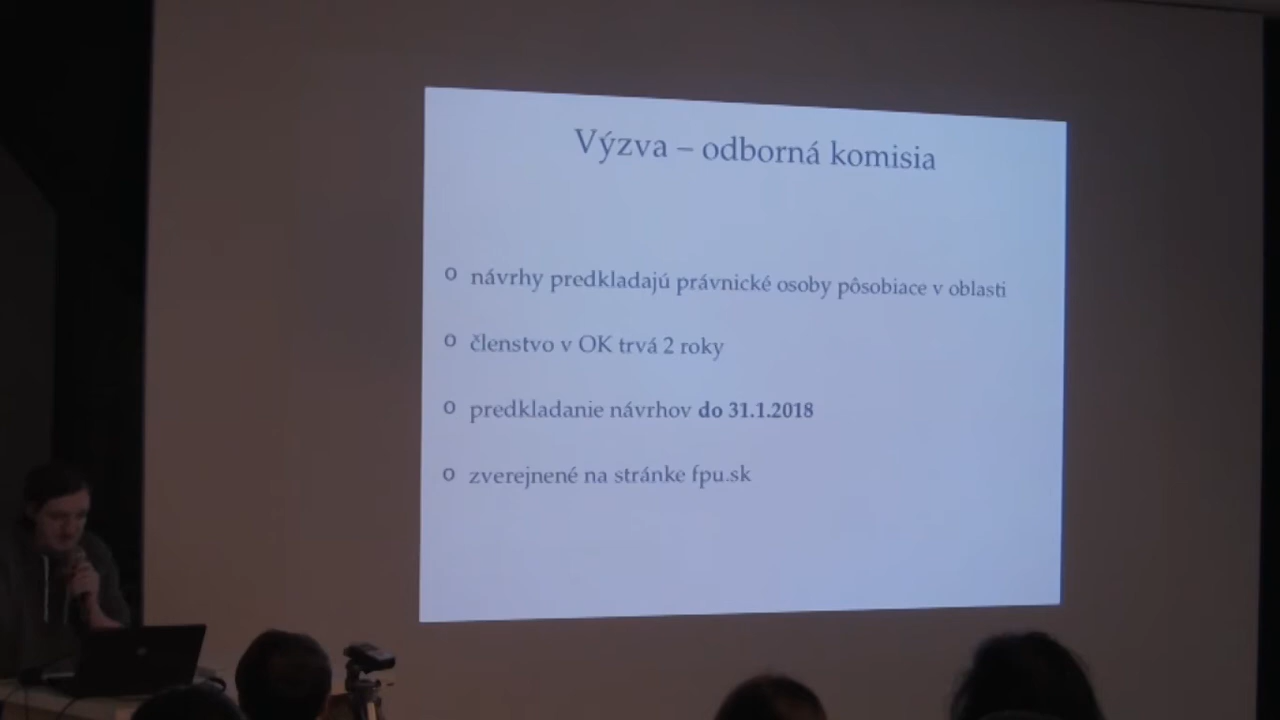 Výzva – odborná komisia
o návrhy predkladajú právnické osoby pôsobiace v oblasti
o členstvo v OK trvá 2 roky
o predkladanie návrhov do 31.1.2018
o zverejnené na stránke fpu.sk